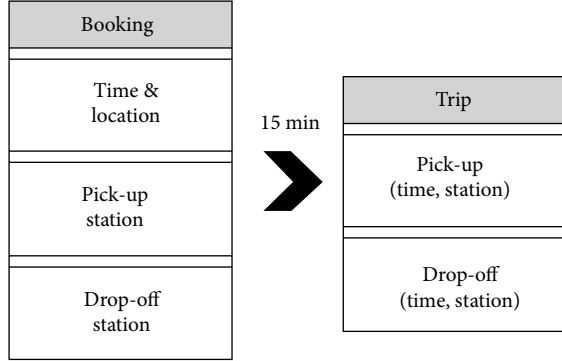 Booking
Time &
location
Pick-up
station
Drop-off
station
15 min
Trip
Pick-up
(time, station)
Drop-off
(time, station)